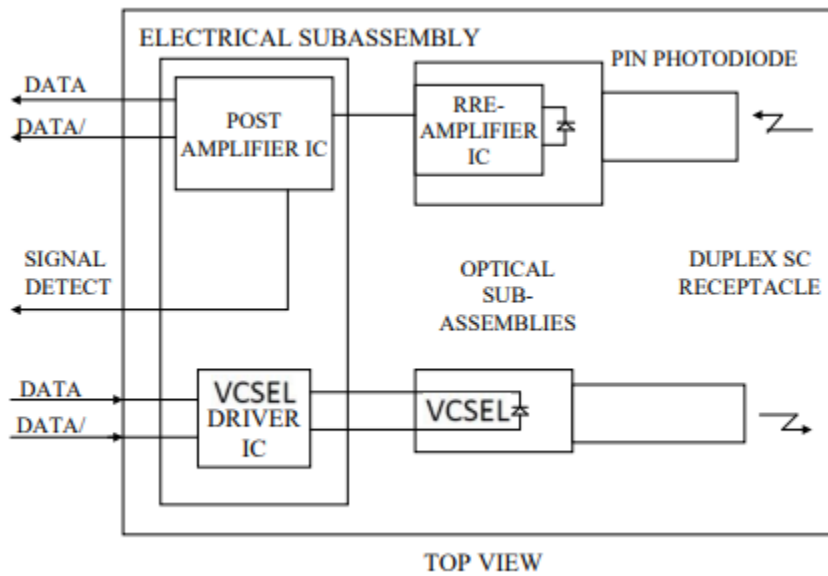 ELECTRICAL SUBASSEMBLY
DATA
DATA/
POST
AMPLIFIER IC
RRE-
AMPLIFIER
IC
PIN PHOTODIODE
SIGNAL
DETECT
OPTICAL
SUB-
ASSEMBLIES
DUPLEX SC
RECEPTACLE
DATA
DATA/
VCSEL
DRIVER
IC
VCSEL
TOP VIEW